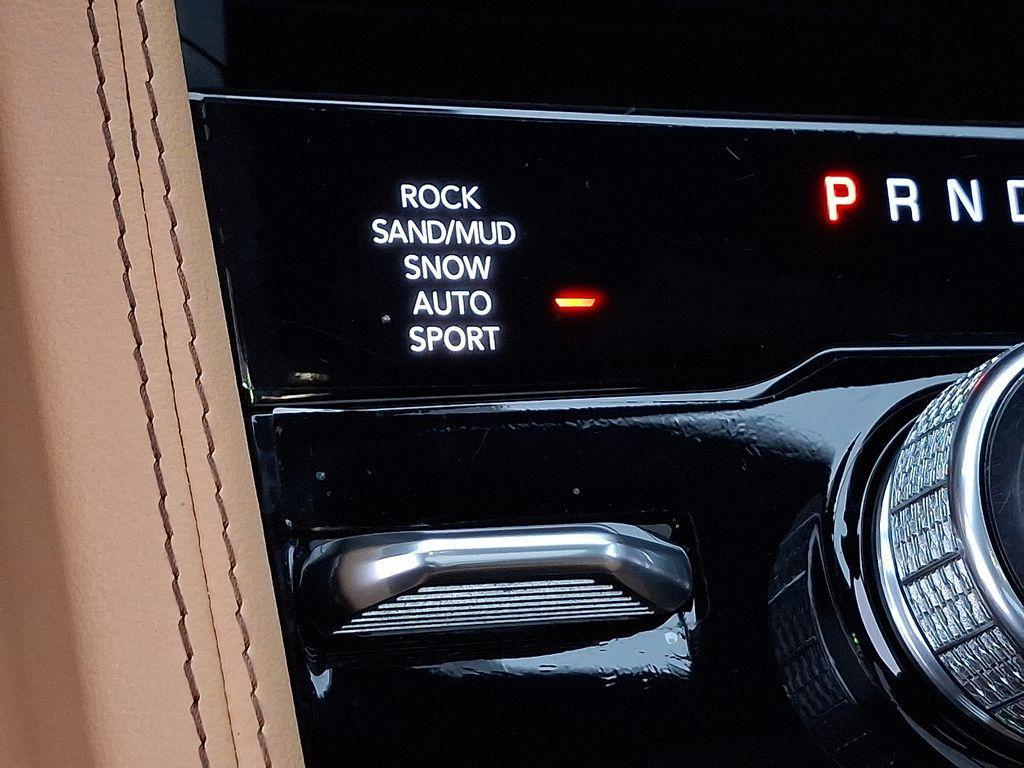 ROCK
SAND/MUD
SNOW
AUTO
SPORT
P R N D